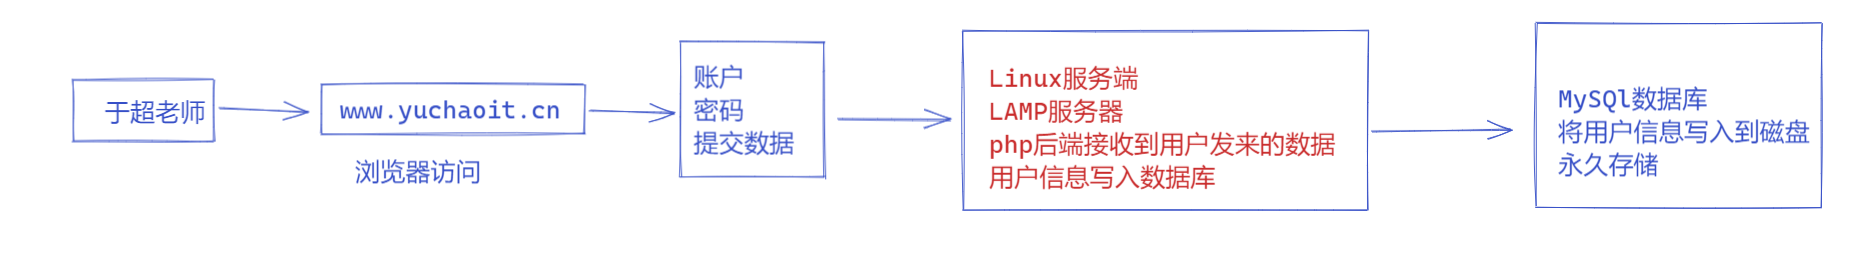 于超老师
www.yuchaoit.cn
浏览器访问
账户
密码
提交数据
Linux服务端
LAMP服务器
php后端接收到用户发来的数据
用户信息写入数据库
MySQl数据库
将用户信息写入到磁盘
永久存储